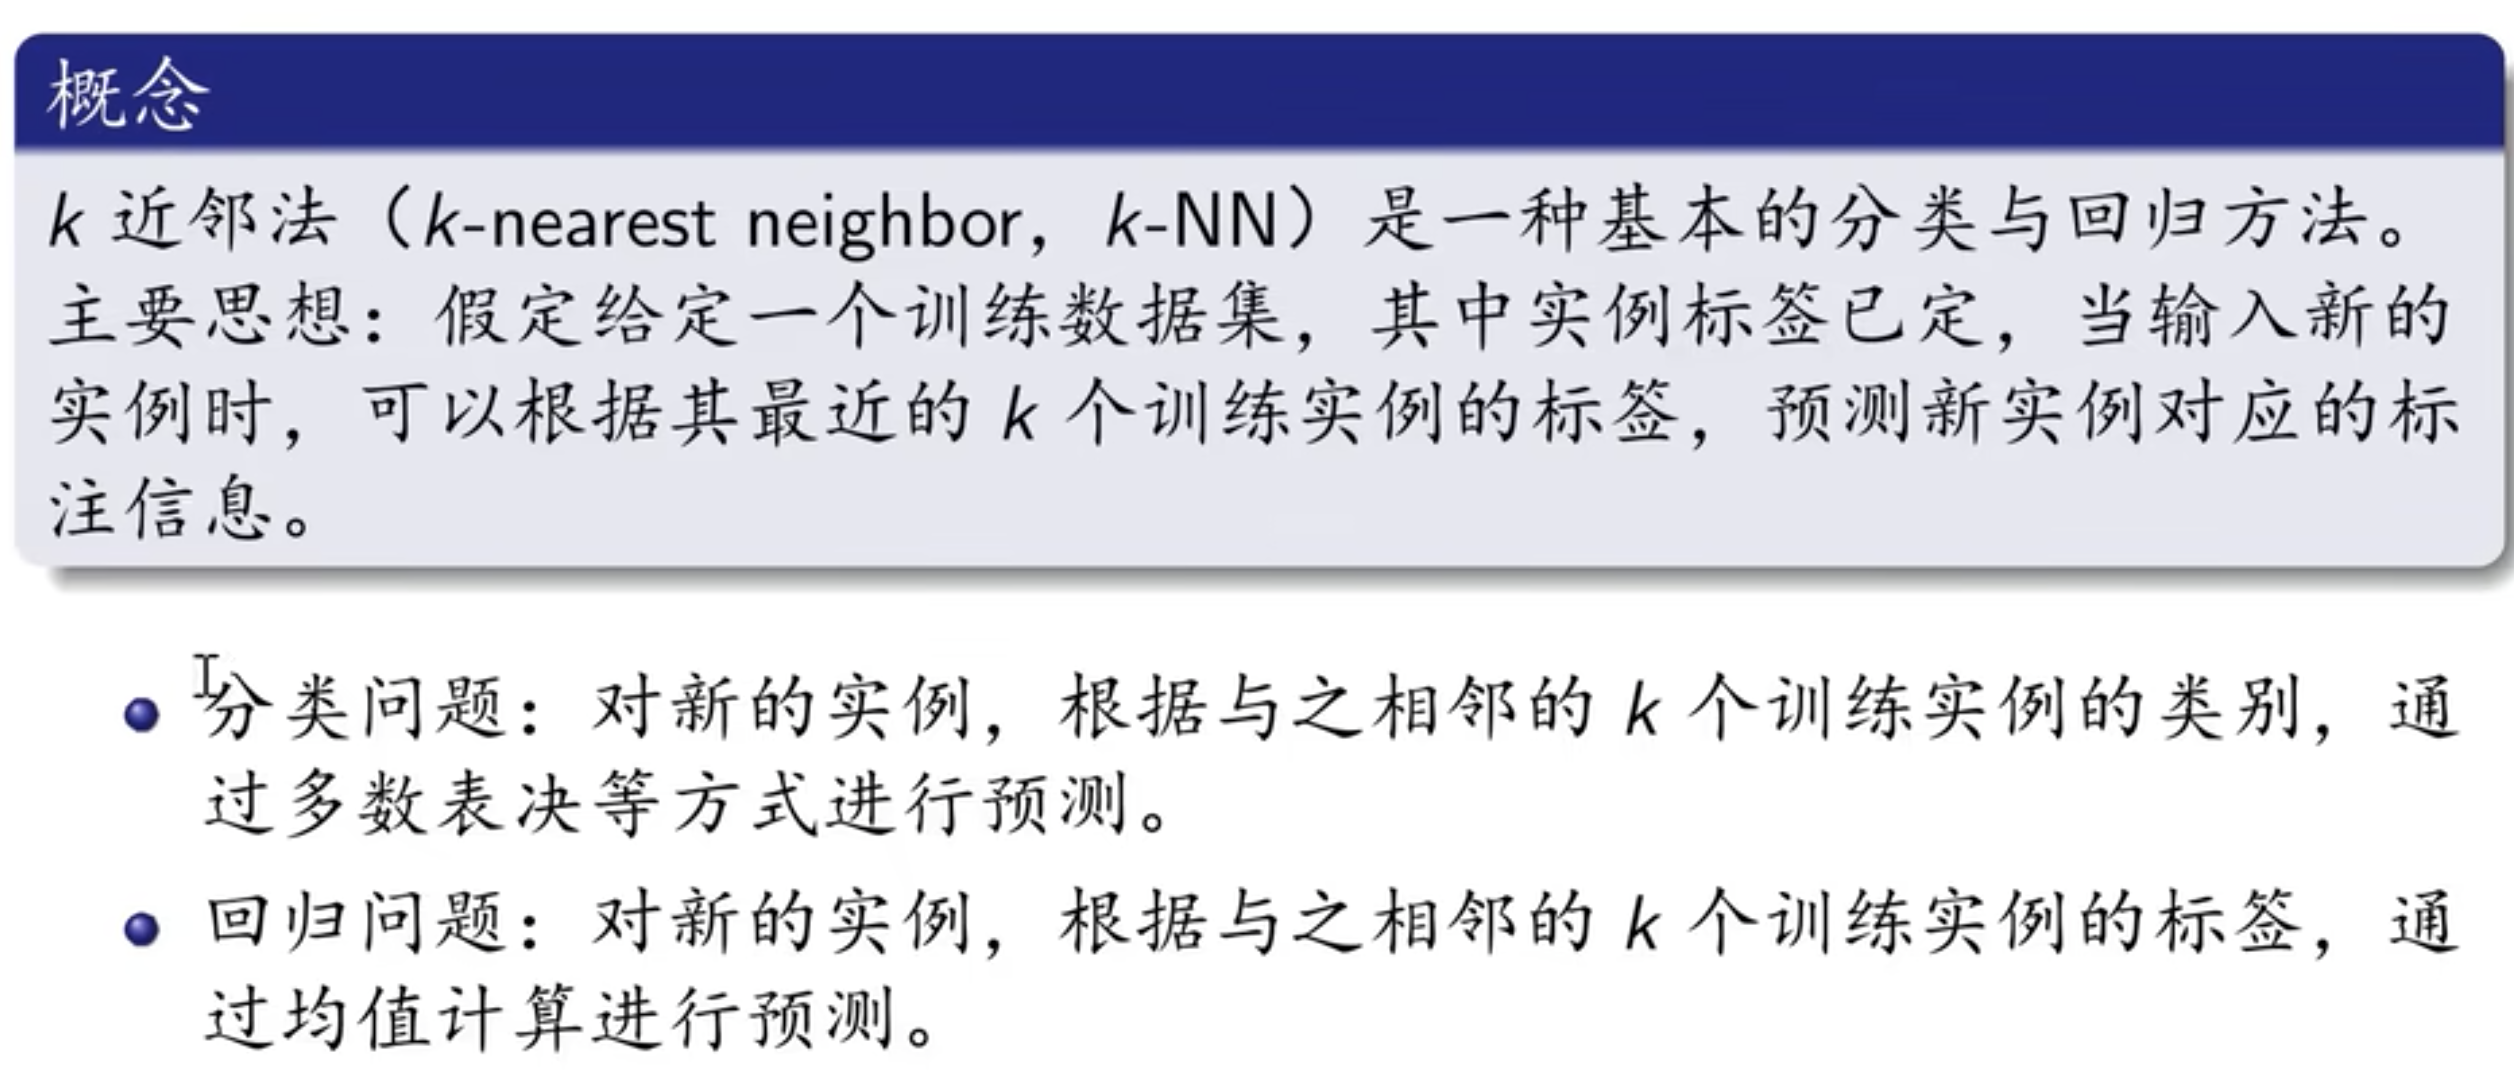 概念
k 近邻法（k-nearest neighbor，k-NN）是一种基本的分类与回归方法。
主要思想：假定给定一个训练数据集，其中实例标签已定，当输入新的
实例时，可以根据其最近的 k 个训练实例的标签，预测新实例对应的标
注信息。
分类问题：对新的实例，根据与之相邻的 k 个训练实例的类别，通
过多数表决等方式进行预测。
回归问题：对新的实例，根据与之相邻的 k 个训练实例的标签，通
过均值计算进行预测。